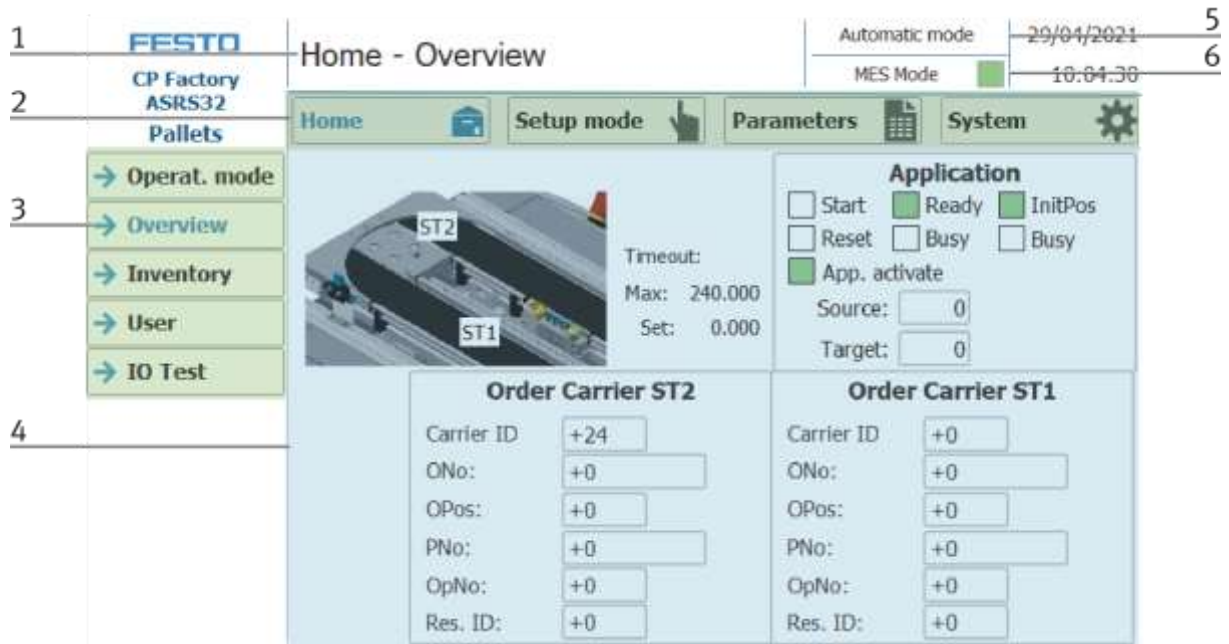 1
FESTO
CP Factory
ASRS32
Pallets
Home - Overview
Automatic mode
29/04/2021
5
MES Mode
10:04:30
6
2
Home
Setup mode
Parameters
System
Operat. mode
3
Overview
Inventory
User
IO Test
ST2
ST1
Timeout:
Max: 240.000
Set: 0.000
Application
Start Ready InitPos
Reset Busy Busy
App. activate
Source: 0
Target: 0
4
Order Carrier ST2
Carrier ID +24
ONo: +0
OPos: +0
PNo: +0
OpNo: +0
Res. ID: +0
Order Carrier ST1
Carrier ID +0
ONo: +0
OPos: +0
PNo: +0
OpNo: +0
Res. ID: +0